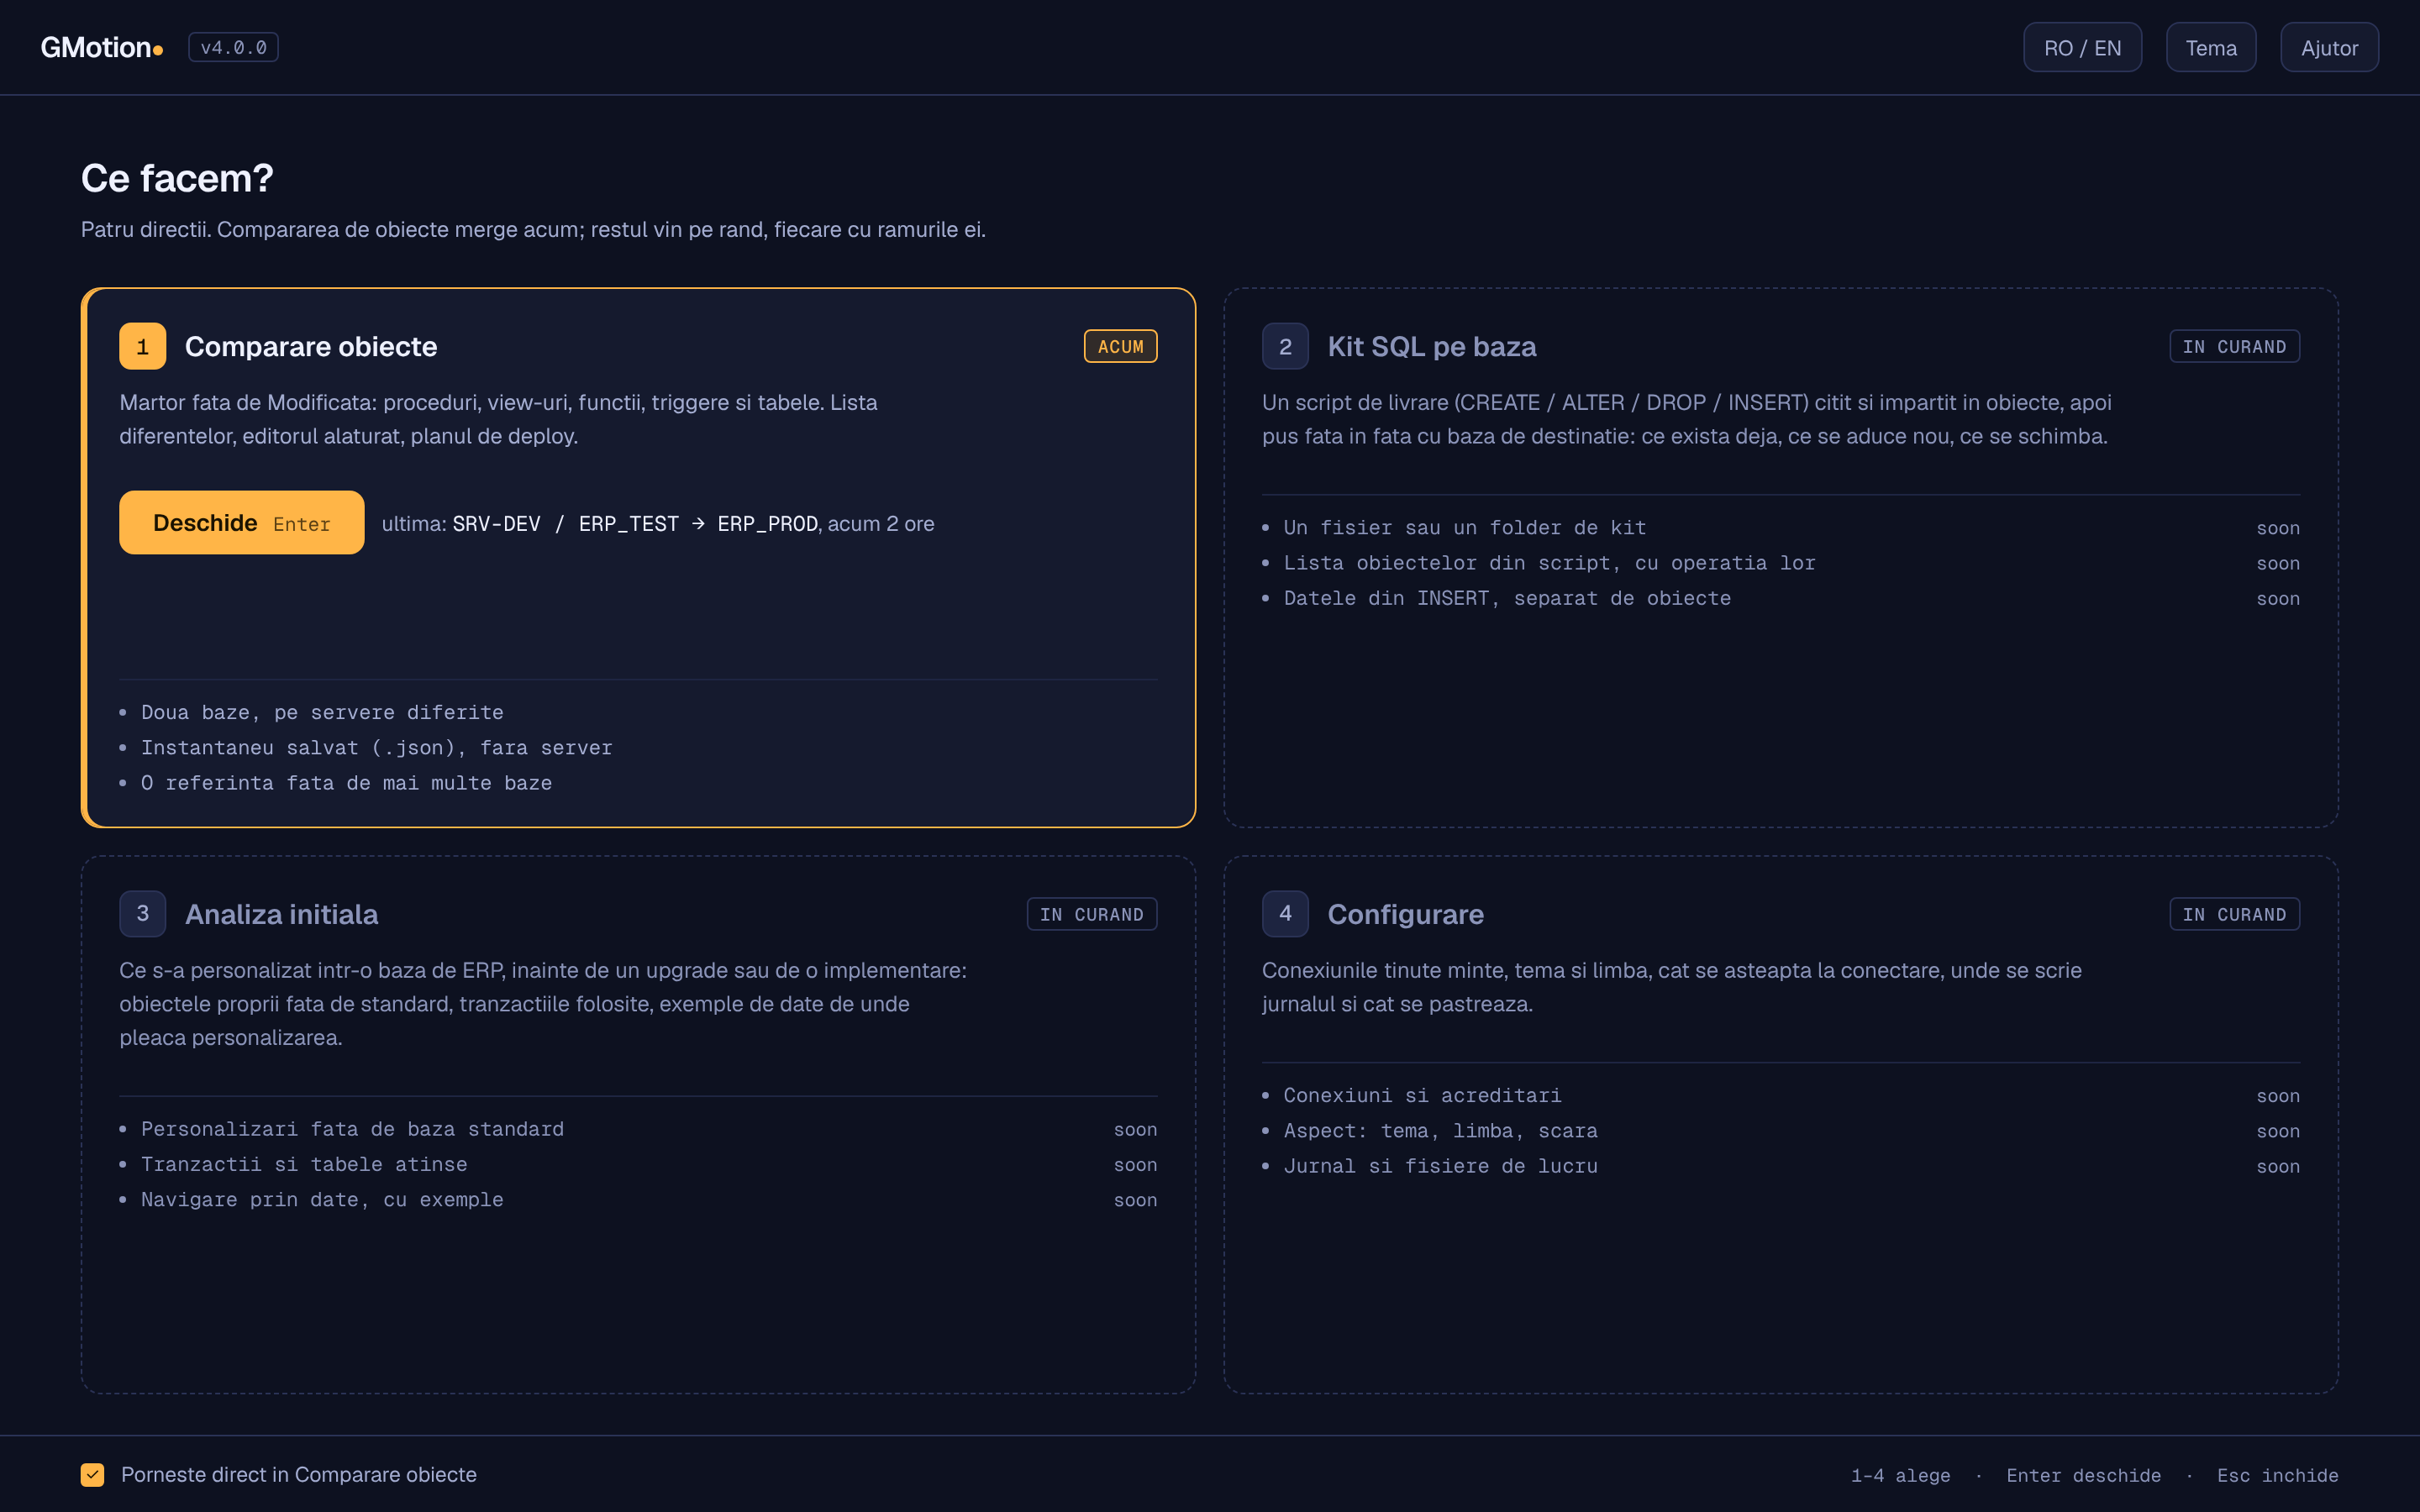 GMotion
v4.0.0
RO / EN
Tema
Ajutor
Ce facem?
Patru directii. Compararea de obiecte merge acum; restul vin pe rand, fiecare cu ramurile ei.
1
Comparare obiecte
ACUM
Martor fata de Modificata: proceduri, view-uri, functii, triggere si tabele. Lista
diferentelor, editorul alaturat, planul de deploy.
Deschide Enter
ultima: SRV-DEV / ERP_TEST → ERP_PROD, acum 2 ore
• Doua baze, pe servere diferite
• Instantaneu salvat (.json), fara server
• O referinta fata de mai multe baze
2
Kit SQL pe baza
IN CURAND
Un script de livrare (CREATE / ALTER / DROP / INSERT) citit si impartit in obiecte, apoi
pus fata in fata cu baza de destinatie: ce exista deja, ce se aduce nou, ce se schimba.
• Un fisier sau un folder de kit soon
• Lista obiectelor din script, cu operatia lor soon
• Datele din INSERT, separat de obiecte soon
3
Analiza initiala
IN CURAND
Ce s-a personalizat intr-o baza de ERP, inainte de un upgrade sau de o implementare:
obiectele proprii fata de standard, tranzactiile folosite, exemple de date de unde
pleaca personalizarea.
• Personalizari fata de baza standard soon
• Tranzactii si tabele atinse soon
• Navigare prin date, cu exemple soon
4
Configurare
IN CURAND
Conexiunile tinute minte, tema si limba, cat se asteapta la conectare, unde se scrie
jurnalul si cat se pastreaza.
• Conexiuni si acreditari soon
• Aspect: tema, limba, scara soon
• Jurnal si fisiere de lucru soon
Porneste direct in Comparare obiecte
1-4 alege · Enter deschide · Esc inchide